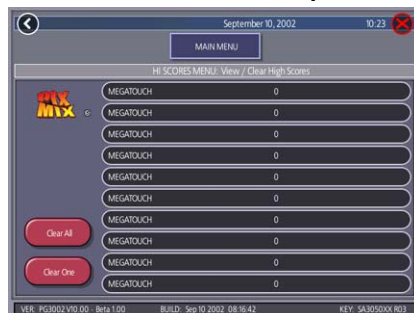 September 10, 2002 10:23
MAIN MENU
HI SCORES MENU: View / Clear High Scores
PIX
MIX
MEGATOUCH 0
MEGATOUCH 0
MEGATOUCH 0
MEGATOUCH 0
MEGATOUCH 0
MEGATOUCH 0
MEGATOUCH 0
MEGATOUCH 0
MEGATOUCH 0
MEGATOUCH 0
Clear All
Clear One
VER: PG3002 V10.00 - Beta 1.00 BUILD: Sep 10 2002 08:16:42 KEY: SA3050XX R03